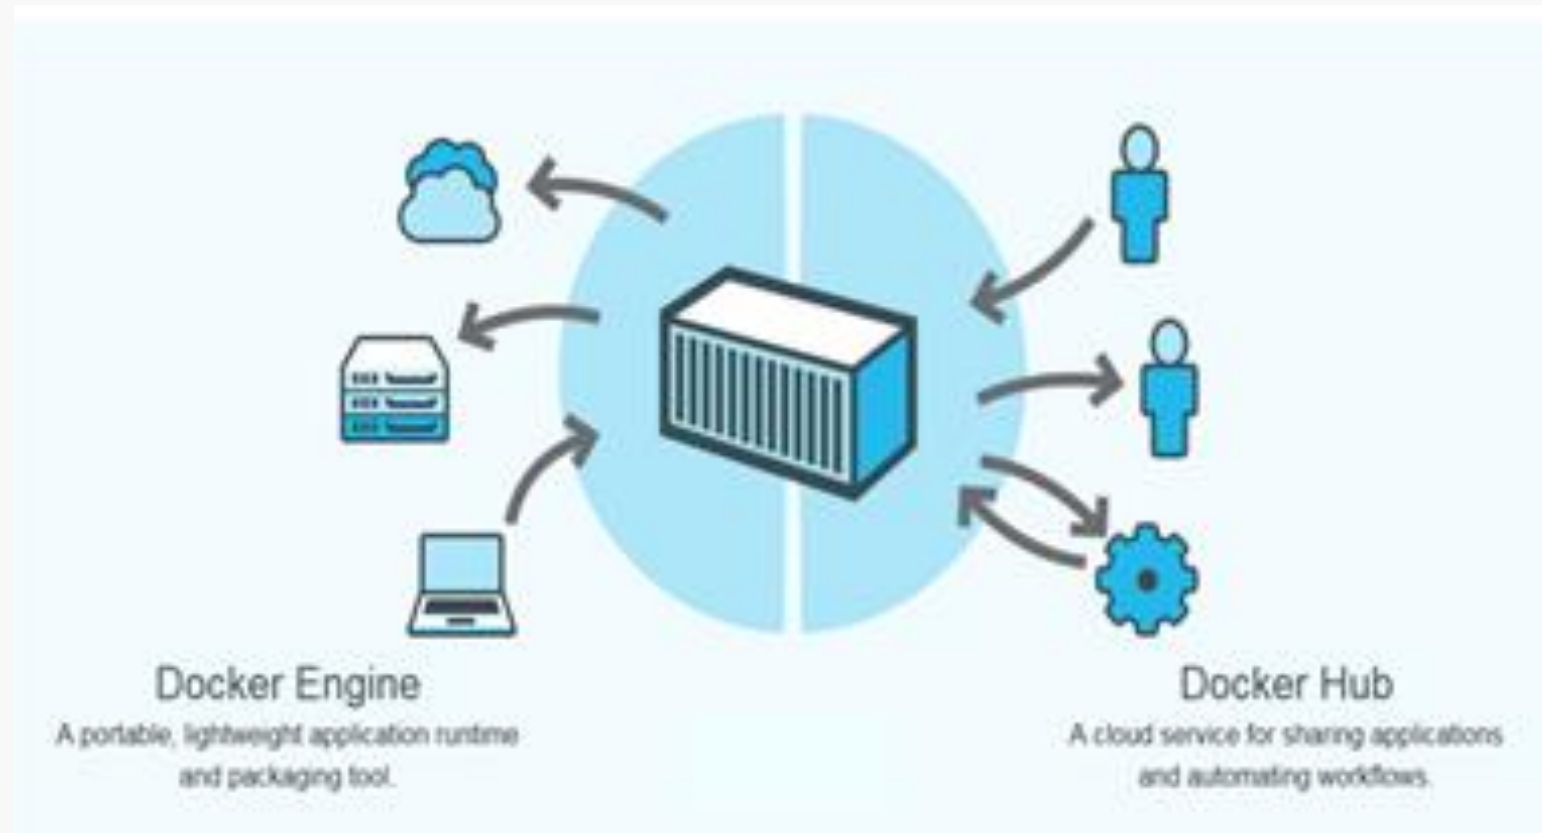 Docker Engine
A portable, lightweight application runtime
and packaging tool.
Docker Hub
A cloud service for sharing applications
and automating workflows.